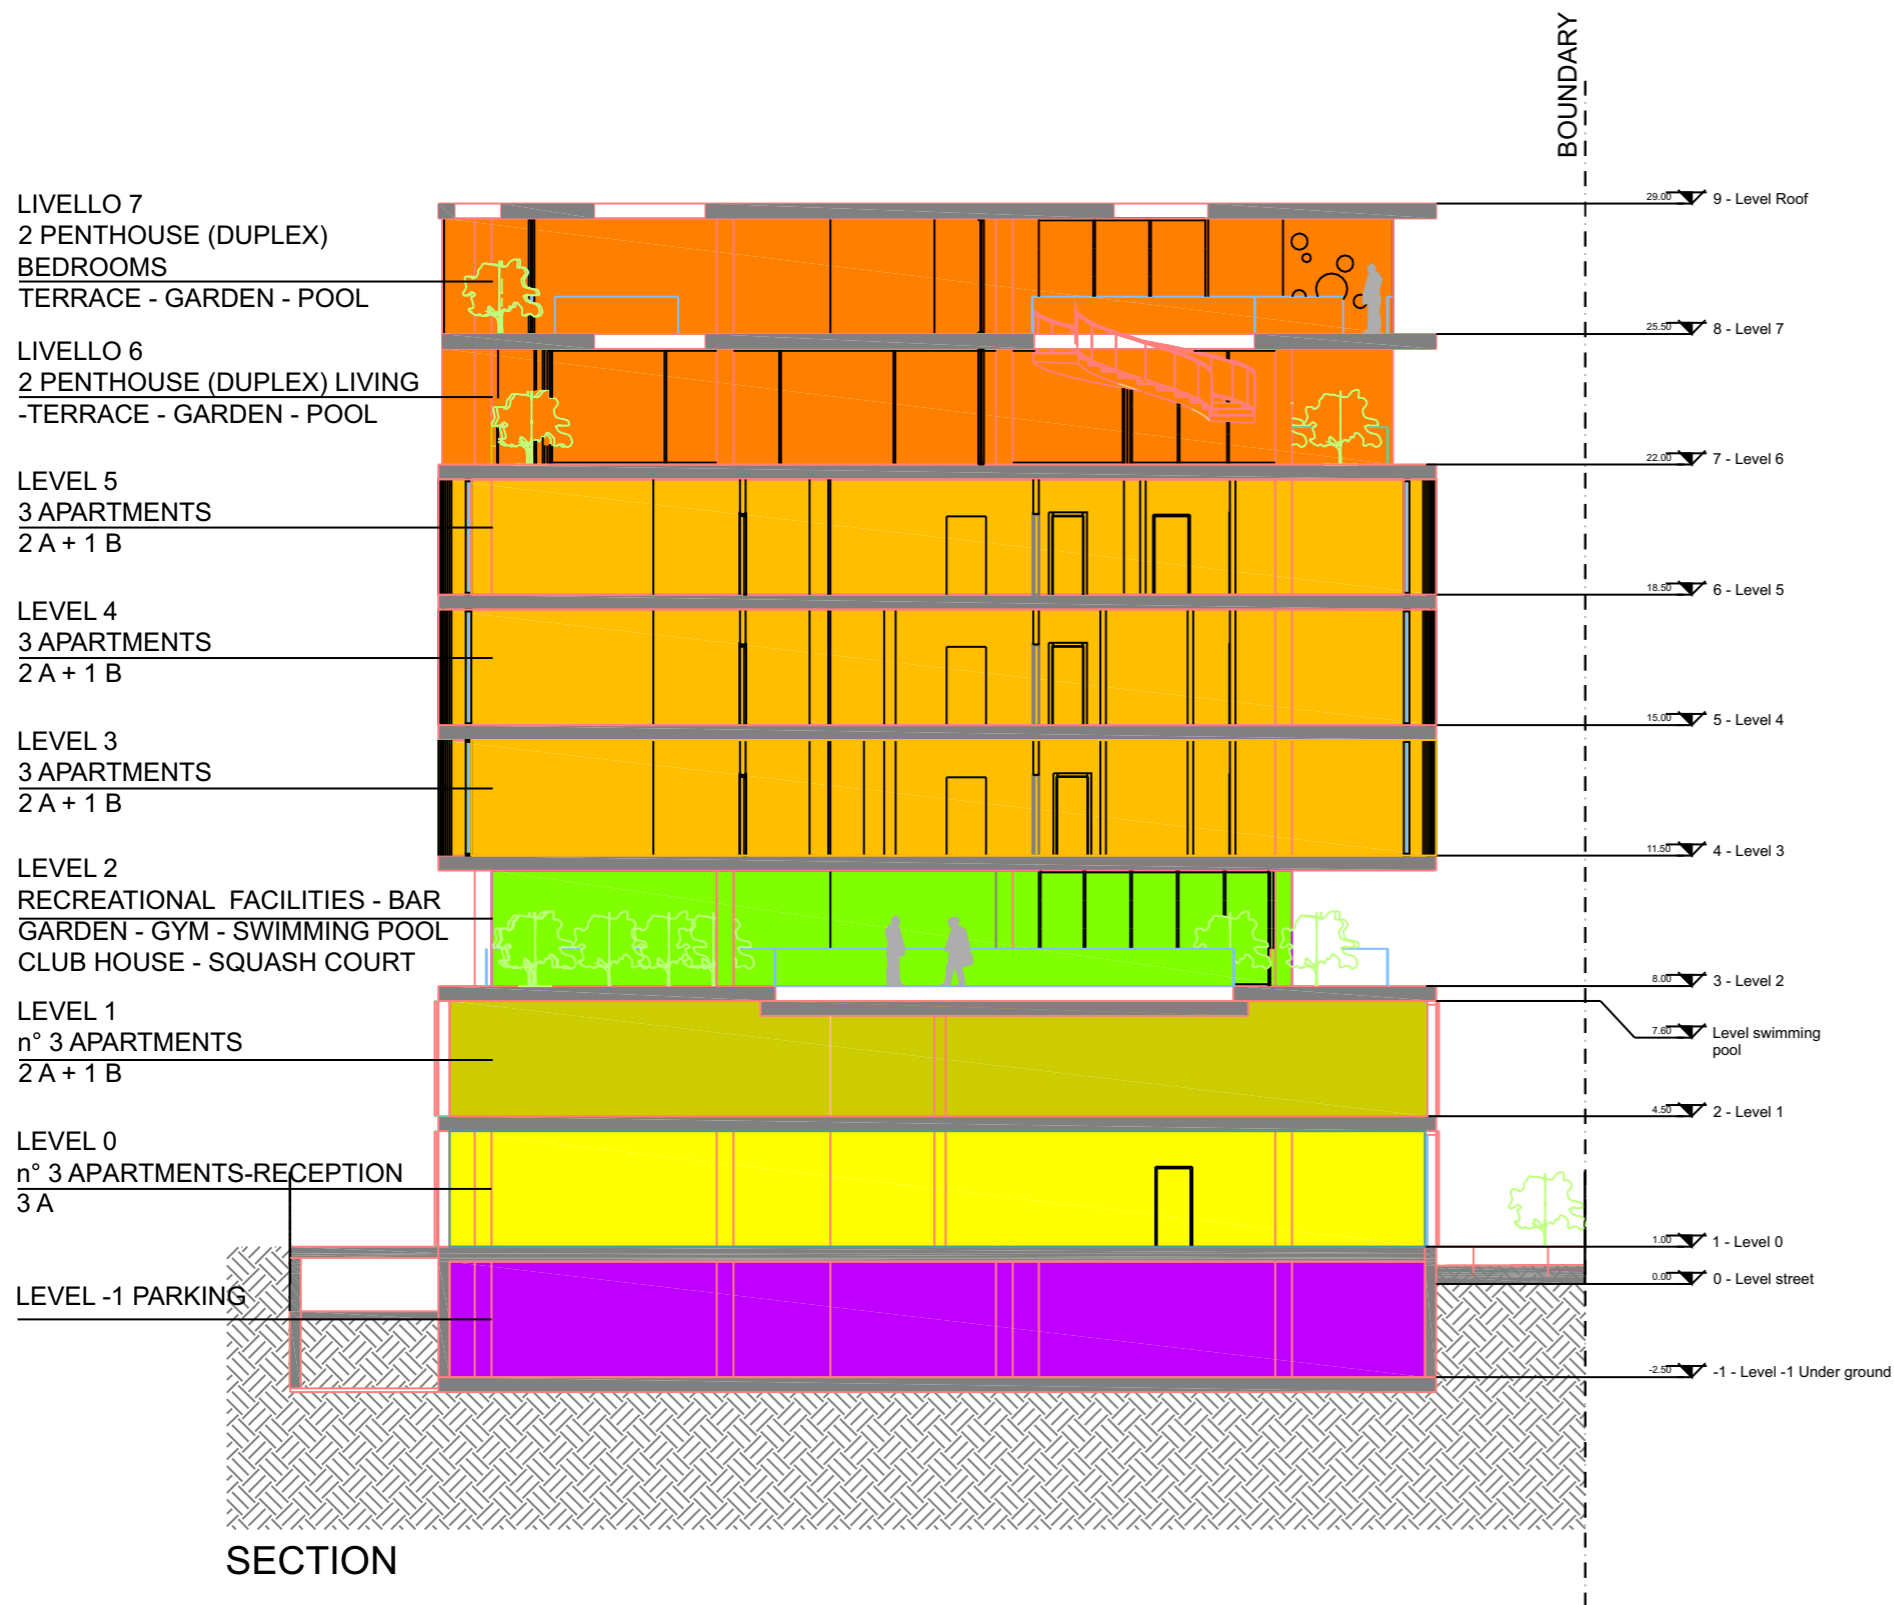 BOUNDARY
LIVELLO 7
2 PENTHOUSE (DUPLEX)
BEDROOMS
TERRACE - GARDEN - POOL
LIVELLO 6
2 PENTHOUSE (DUPLEX) LIVING
-TERRACE - GARDEN - POOL
LEVEL 5
3 APARTMENTS
2 A + 1 B
LEVEL 4
3 APARTMENTS
2 A + 1 B
LEVEL 3
3 APARTMENTS
2 A + 1 B
LEVEL 2
RECREATIONAL FACILITIES - BAR
GARDEN - GYM - SWIMMING POOL
CLUB HOUSE - SQUASH COURT
LEVEL 1
n° 3 APARTMENTS
2 A + 1 B
LEVEL 0
n° 3 APARTMENTS-RECEPTION
3 A
LEVEL -1 PARKING
29.00 9 - Level Roof
25.50 8 - Level 7
22.00 7 - Level 6
18.50 6 - Level 5
15.00 5 - Level 4
11.50 4 - Level 3
8.00 3 - Level 2
7.60 Level swimming
pool
4.50 2 - Level 1
1.00 1 - Level 0
0.00 0 - Level street
-2.50 -1 - Level -1 Under ground
SECTION